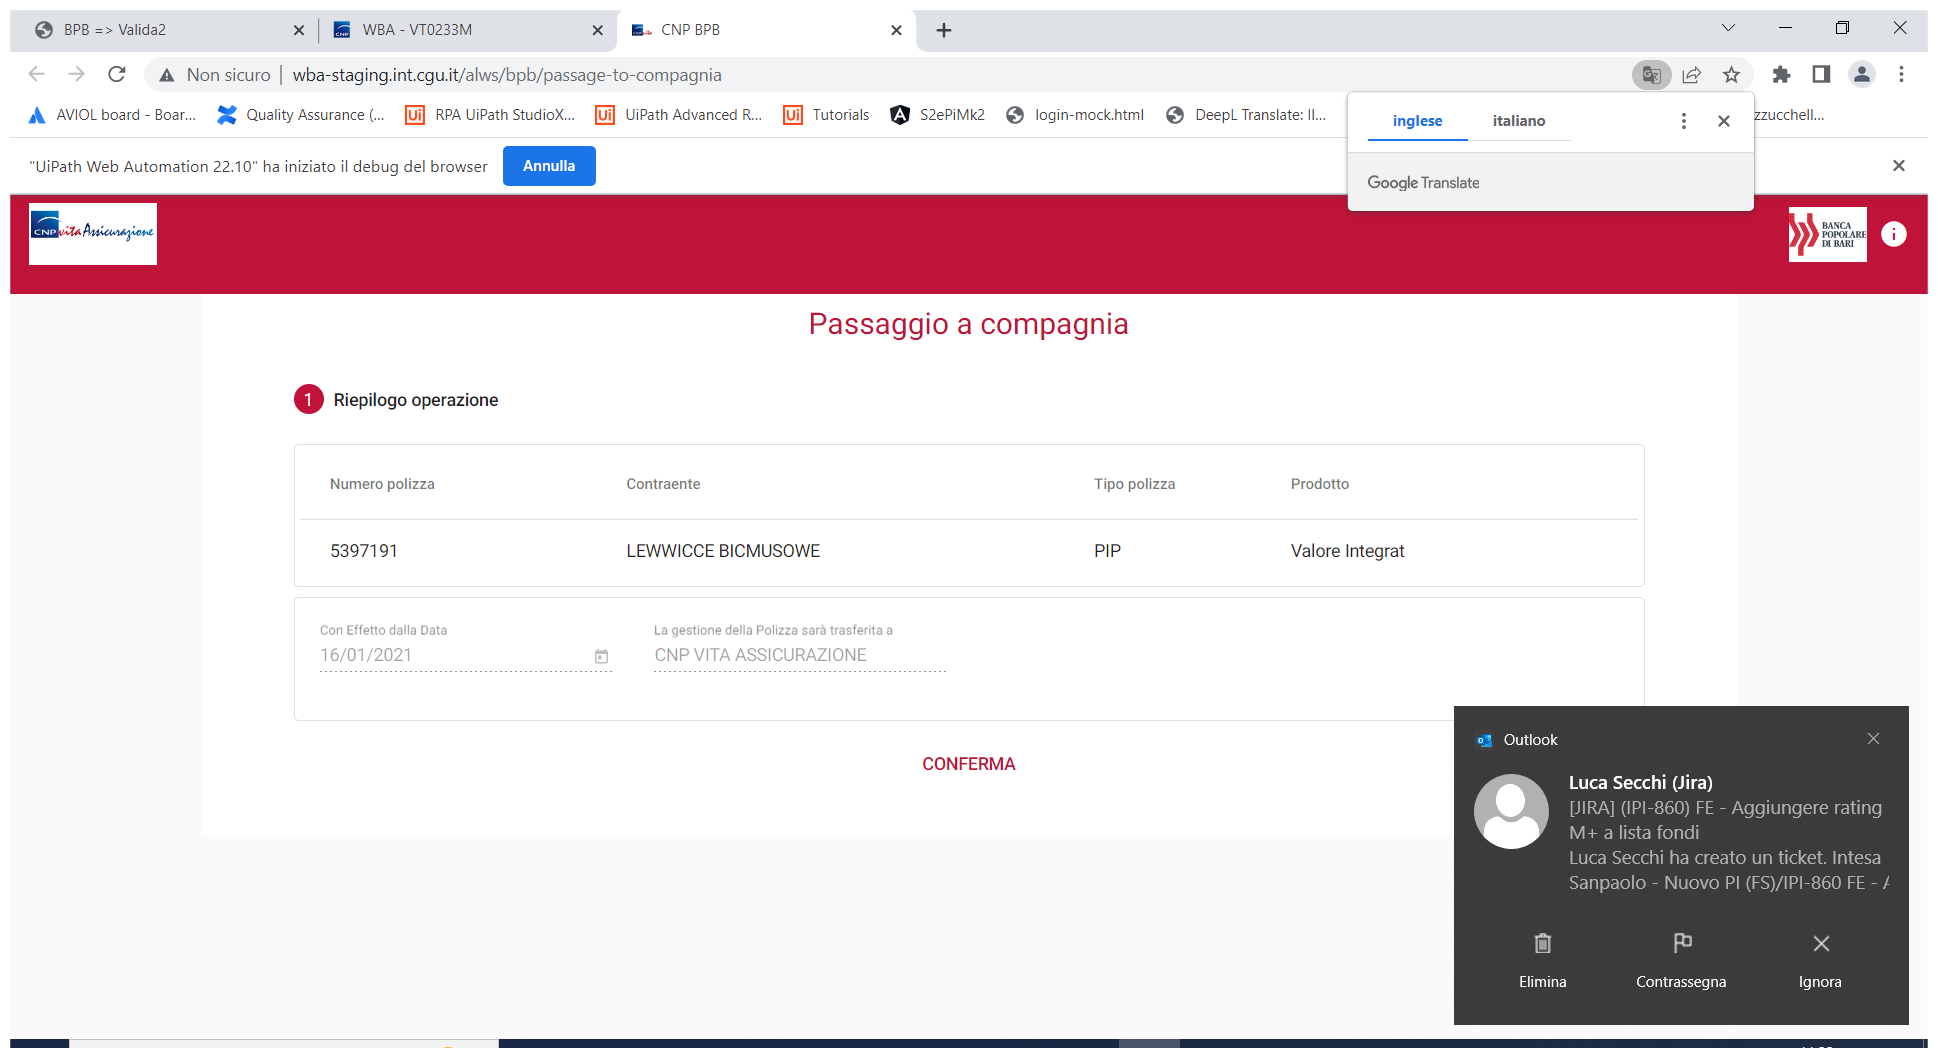 BPB => Valida2
WBA - VT0233M
CNP BPB
Non sicuro
wba-staging.int.cgu.it/alws/bpb/passage-to-compagnia
AVIOL board - Boar...
Quality Assurance (...
Ui RPA UiPath StudioX...
Ui UiPath Advanced R...
Ui Tutorials
S2ePiMk2
login-mock.html
DeepL Translate: Il...
zzucchell...
inglese
italiano
Google Translate
"UiPath Web Automation 22.10" ha iniziato il debug del browser
Annulla
CNP vita Assicurazione
BANCA
POPOLARE
DI BARI
i
Passaggio a compagnia
1 Riepilogo operazione
Numero polizza Contraente Tipo polizza Prodotto
5397191 LEWWICCE BICMUSOWE PIP Valore Integrat
Con Effetto dalla Data
16/01/2021
La gestione della Polizza sarà trasferita a
CNP VITA ASSICURAZIONE
CONFERMA
Outlook
Luca Secchi (Jira)
[JIRA] (IPI-860) FE - Aggiungere rating
M+ a lista fondi
Luca Secchi ha creato un ticket. Intesa
Sanpaolo - Nuovo PI (FS)/IPI-860 FE -
Elimina
Contrassegna
Ignora